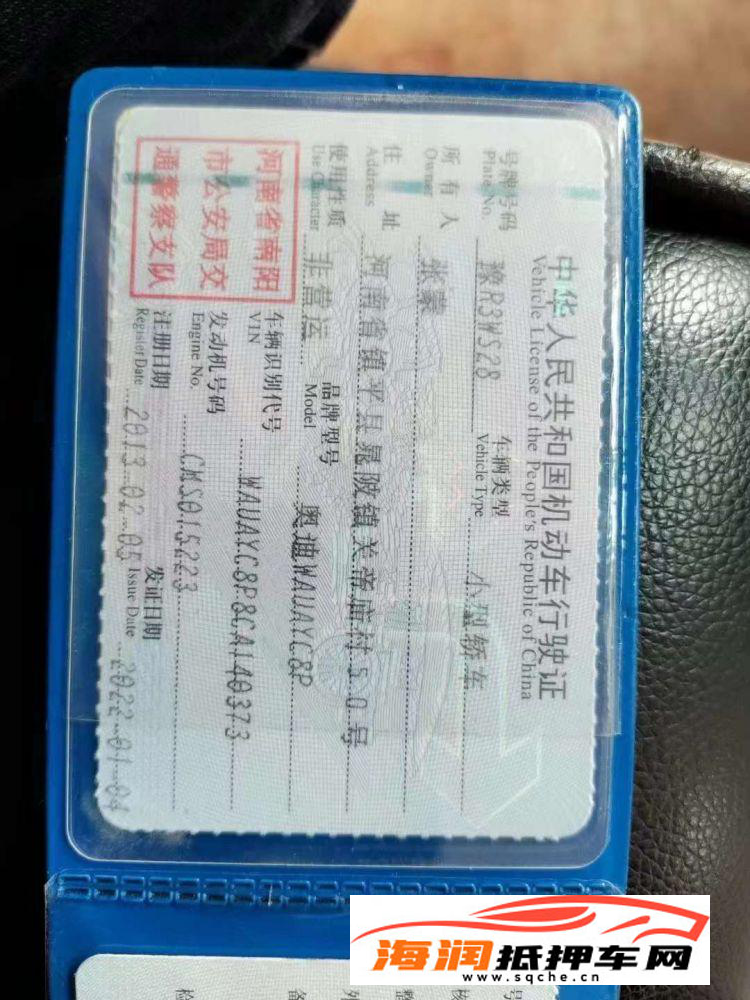 中华人民共和国机动车行驶证
Vehicle License of the People's Republic of China
号牌号码 豫R3WS28 车辆类型 小型轿车
Plate No. Vehicle Type
所有人 张蒙
Owner
住址 河南省镇平县晁陂镇关帝庙村50号
Address
使用性质 非营运 品牌型号 奥迪WAUAYC8P
Use Character Model
河南省南阳
市公安局交
通警察支队
车辆识别代号 WAUAYC8P8CA140373
VIN
发动机号码 CMS015223
Engine No.
注册日期 2013-02-05 发证日期 2022-01-04
Register Date Issue Date
号
核
整
外
备
检
海润抵押车网
www.sqche.cn